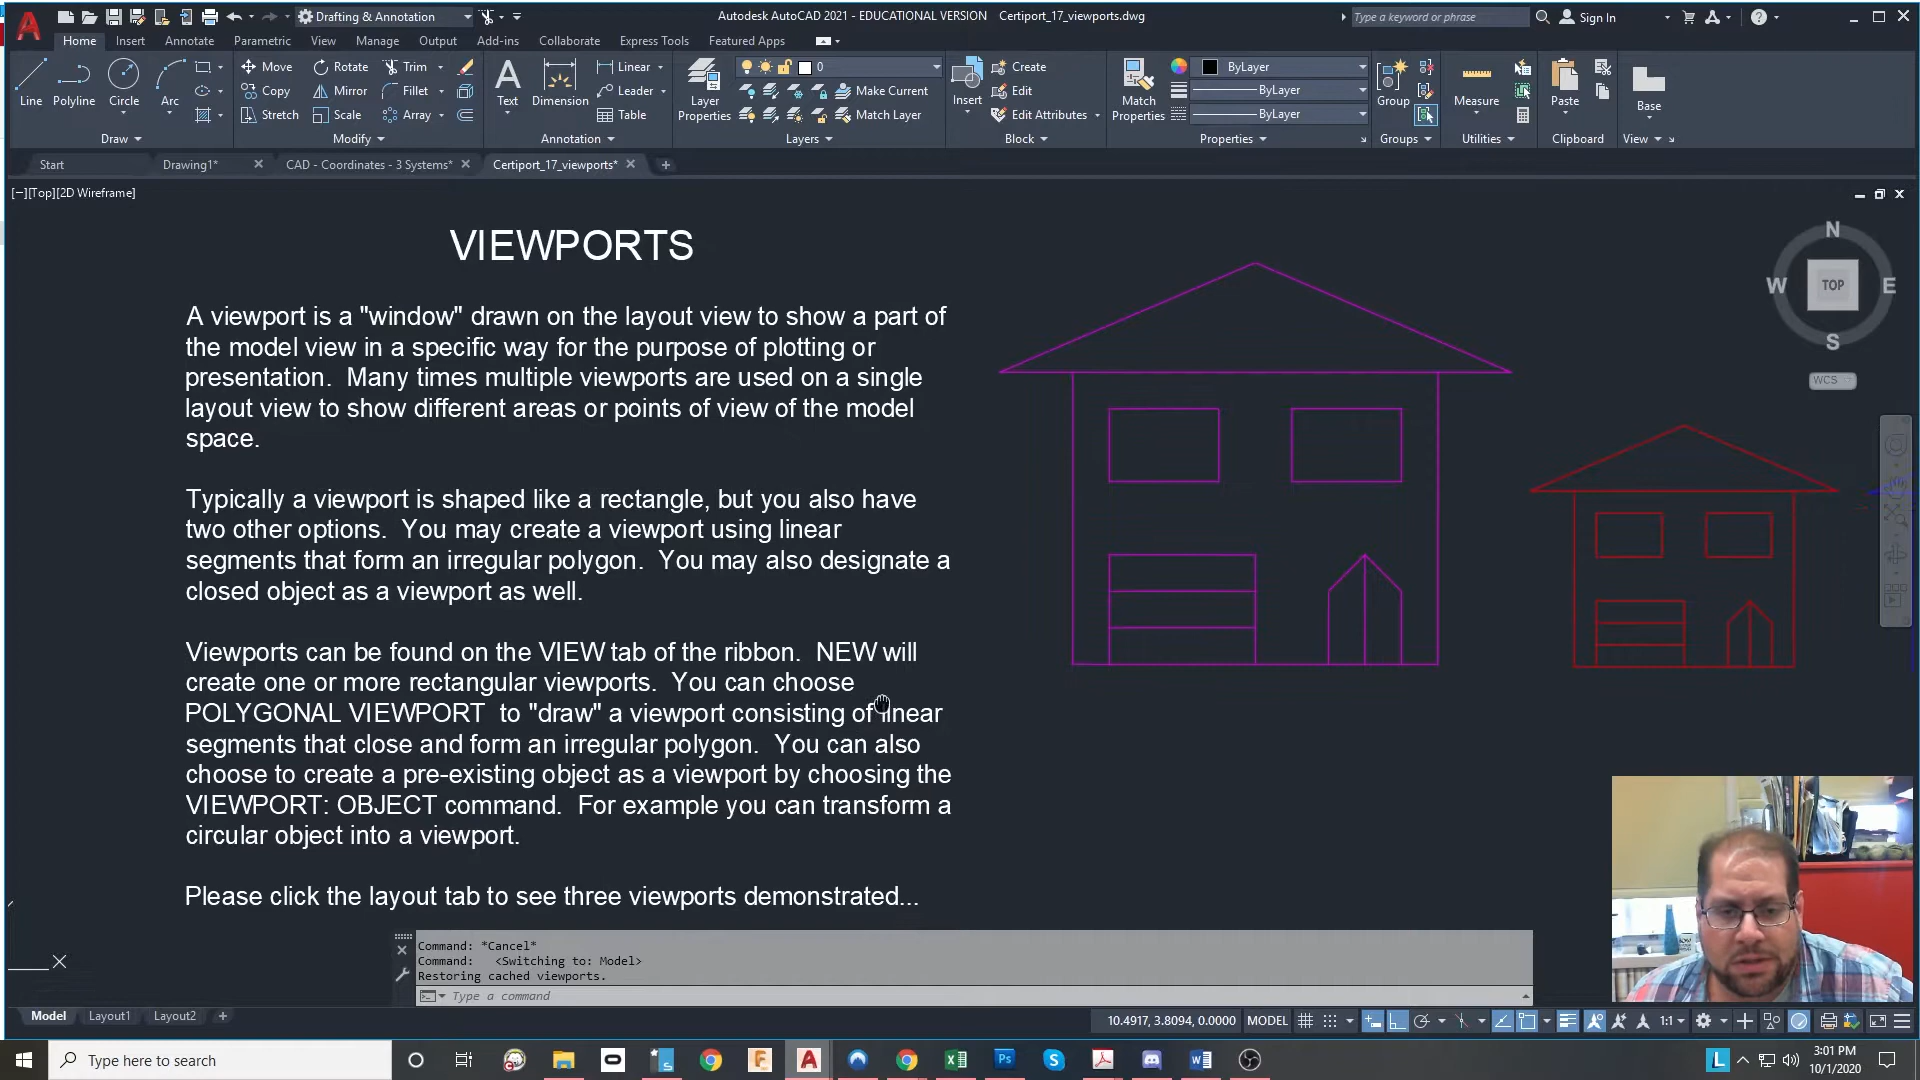 Drafting & Annotation
Autodesk AutoCAD 2021 - EDUCATIONAL VERSION Certiport_17_viewports.dwg
Type a keyword or phrase
Sign In
Home Insert Annotate Parametric View Manage Output Add-ins Collaborate Express Tools Featured Apps
Line Polyline Circle Arc
Draw
Move Rotate Trim
Copy Mirror Fillet
Stretch Scale Array
Modify
Text Dimension
Linear
Leader
Table
Annotation
Layer Properties
0
Make Current
Match Layer
Layers
Insert
Create
Edit
Edit Attributes
Block
Match Properties
ByLayer
ByLayer
ByLayer
Properties
Group
Groups
Measure
Utilities
Paste
Clipboard
Base
View
Start Drawing1* CAD - Coordinates - 3 Systems* Certiport_17_viewports*
[−][Top][2D Wireframe]
VIEWPORTS
A viewport is a "window" drawn on the layout view to show a part of
the model view in a specific way for the purpose of plotting or
presentation. Many times multiple viewports are used on a single
layout view to show different areas or points of view of the model
space.
Typically a viewport is shaped like a rectangle, but you also have
two other options. You may create a viewport using linear
segments that form an irregular polygon. You may also designate a
closed object as a viewport as well.
Viewports can be found on the VIEW tab of the ribbon. NEW will
create one or more rectangular viewports. You can choose
POLYGONAL VIEWPORT to "draw" a viewport consisting of linear
segments that close and form an irregular polygon. You can also
choose to create a pre-existing object as a viewport by choosing the
VIEWPORT: OBJECT command. For example you can transform a
circular object into a viewport.
Please click the layout tab to see three viewports demonstrated...
N
W TOP E
S
WCS
Command: *Cancel*
Command: <Switching to: Model>
Restoring cached viewports.
Type a command
Model Layout1 Layout2
10.4917, 3.8094, 0.0000 MODEL 1:1
Type here to search
3:01 PM
10/1/2020